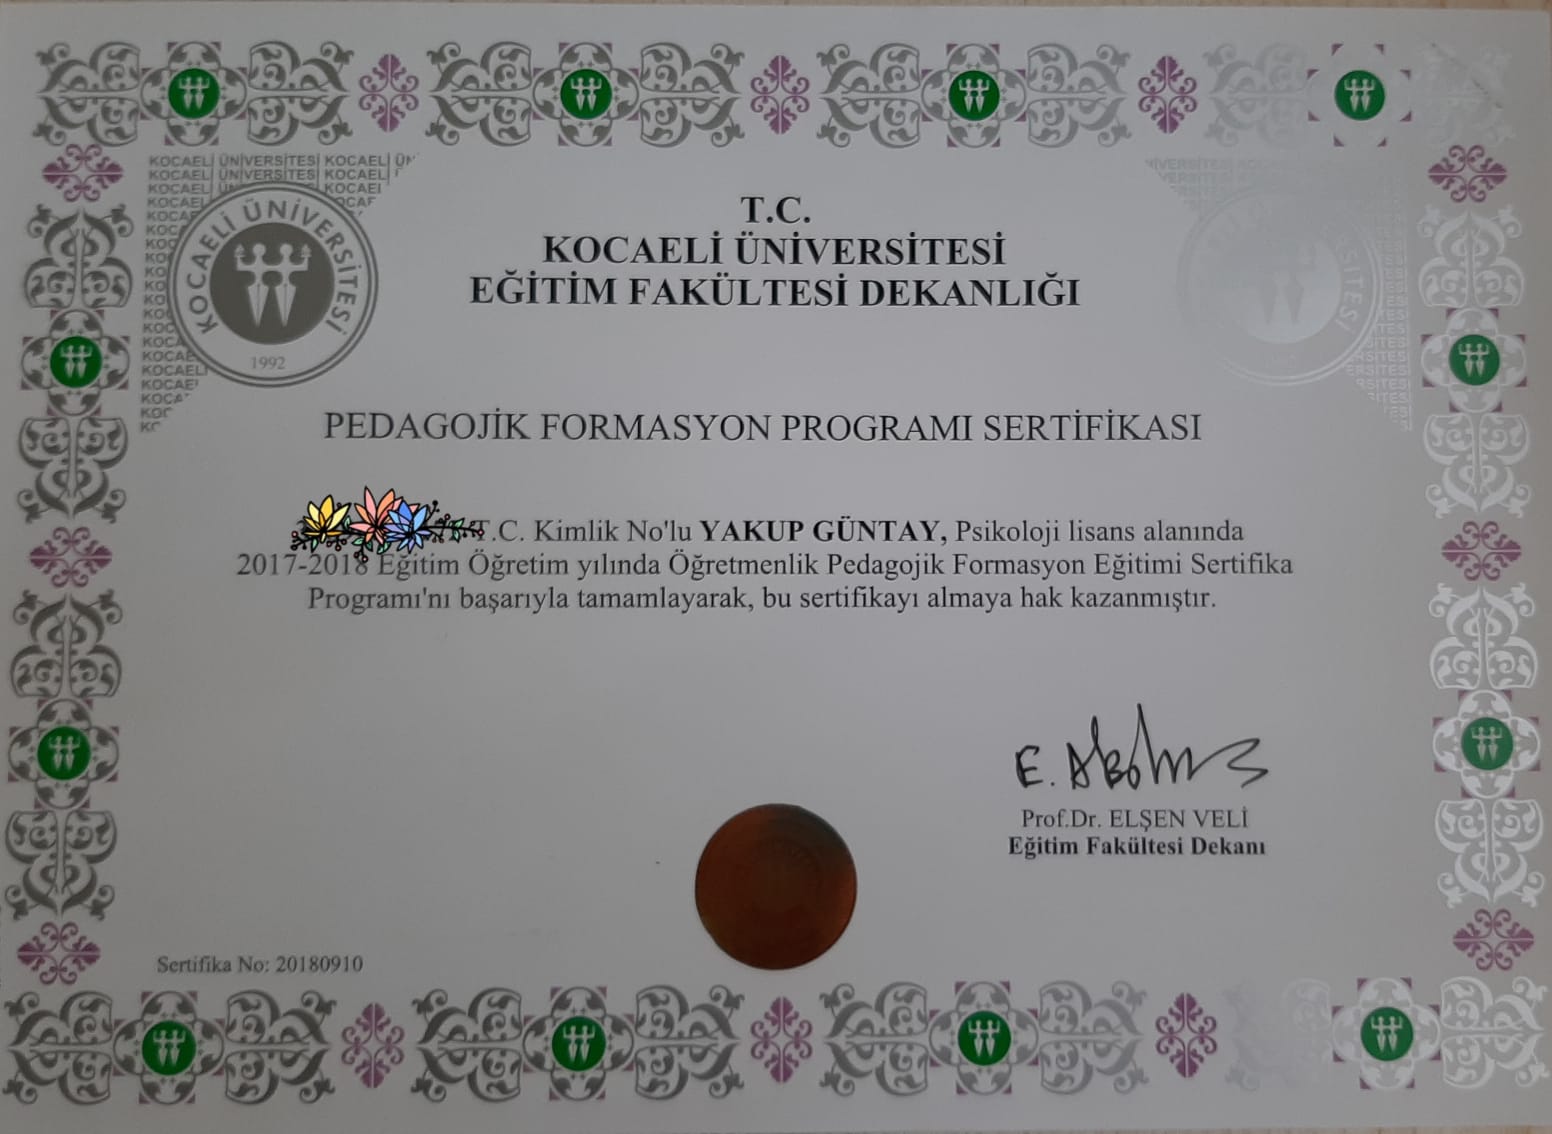 KOCAELİ ÜNİVERSİTESİ
1992
T.C.
KOCAELİ ÜNİVERSİTESİ
EĞİTİM FAKÜLTESİ DEKANLIĞI
PEDAGOJİK FORMASYON PROGRAMI SERTİFİKASI
T.C. Kimlik No'lu YAKUP GÜNTAY, Psikoloji lisans alanında
2017-2018 Eğitim Öğretim yılında Öğretmenlik Pedagojik Formasyon Eğitimi Sertifika
Programı'nı başarıyla tamamlayarak, bu sertifikayı almaya hak kazanmıştır.
E.
Prof.Dr. ELŞEN VELİ
Eğitim Fakültesi Dekanı
Sertifika No: 20180910